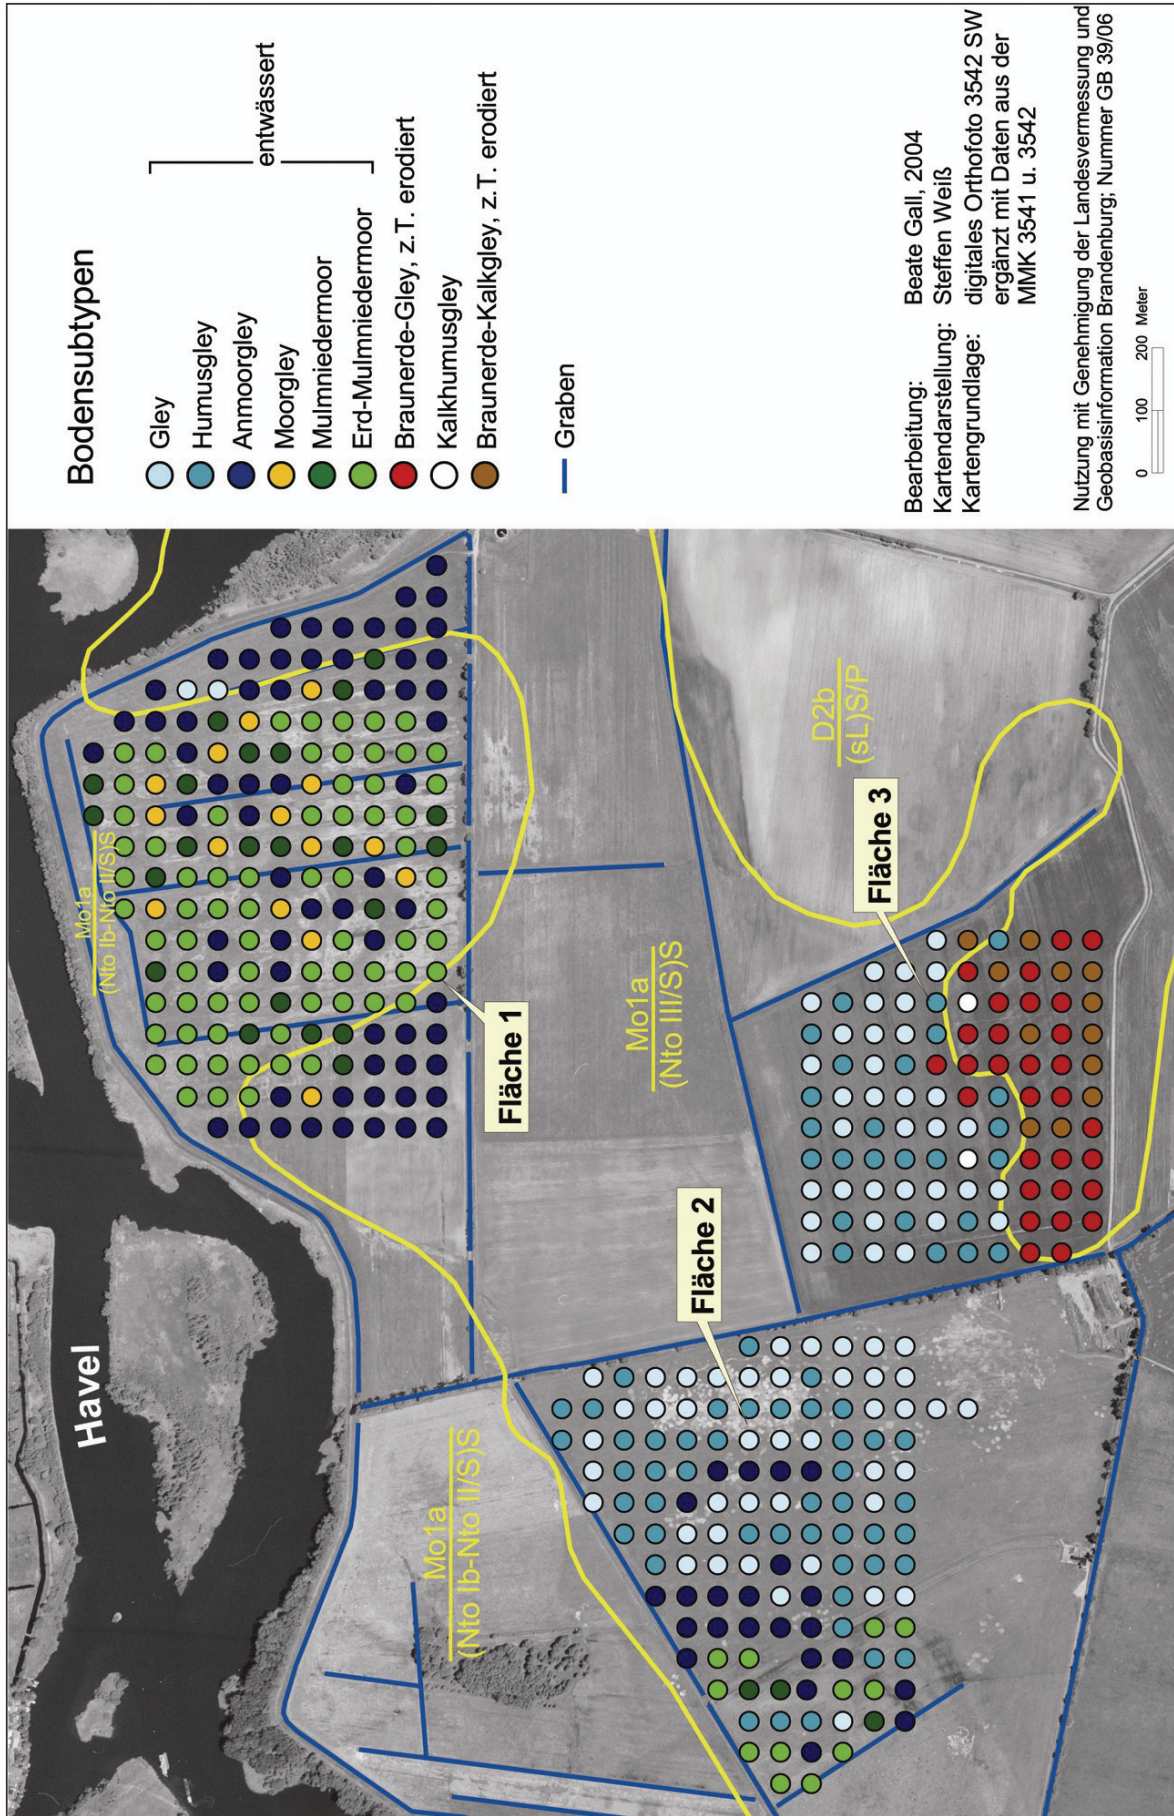 Havel
Mo1a
(Nto Ib-Nto II/S)S
Mo1a
(Nto Ib-Nto II/S)S
Fläche 1
Mo1a
(Nto III/S)S
Fläche 2
Fläche 3
D2b
(sL)S/P
Bodensubtypen
Gley
Humusgley
Anmoorgley
Moorgley
Mulmniedermoor
Erd-Mulmniedermoor
entwässert
Braunerde-Gley, z.T. erodiert
Kalkhumusgley
Braunerde-Kalkgley, z.T. erodiert
Graben
Bearbeitung: Beate Gall, 2004
Kartendarstellung: Steffen Weiß
Kartengrundlage: digitales Orthofoto 3542 SW
ergänzt mit Daten aus der
MMK 3541 u. 3542
Nutzung mit Genehmigung der Landesvermessung und
Geobasisinformation Brandenburg; Nummer GB 39/06
0 100 200 Meter